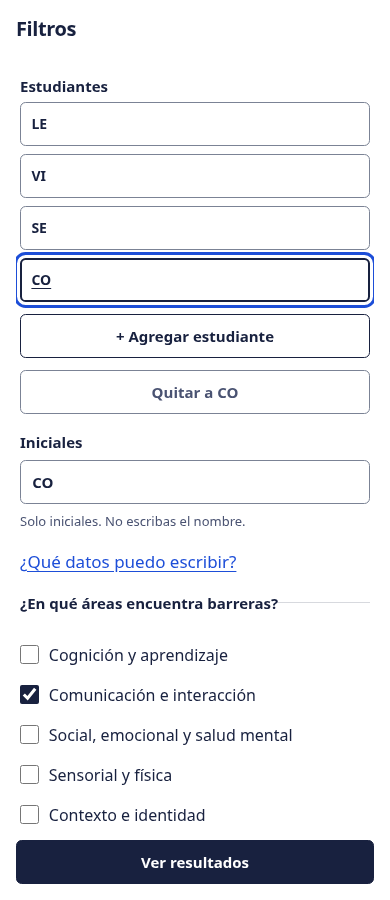 Filtros
Estudiantes
LE
VI
SE
CO
+ Agregar estudiante
Quitar a CO
Iniciales
CO
Solo iniciales. No escribas el nombre.
¿Qué datos puedo escribir?
¿En qué áreas encuentra barreras?
Cognición y aprendizaje
Comunicación e interacción
Social, emocional y salud mental
Sensorial y física
Contexto e identidad
Ver resultados